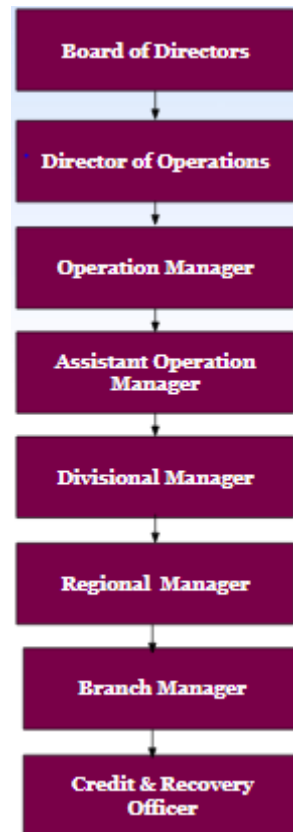 Board of Directors
Director of Operations
Operation Manager
Assistant Operation
Manager
Divisional Manager
Regional Manager
Branch Manager
Credit & Recovery
Officer